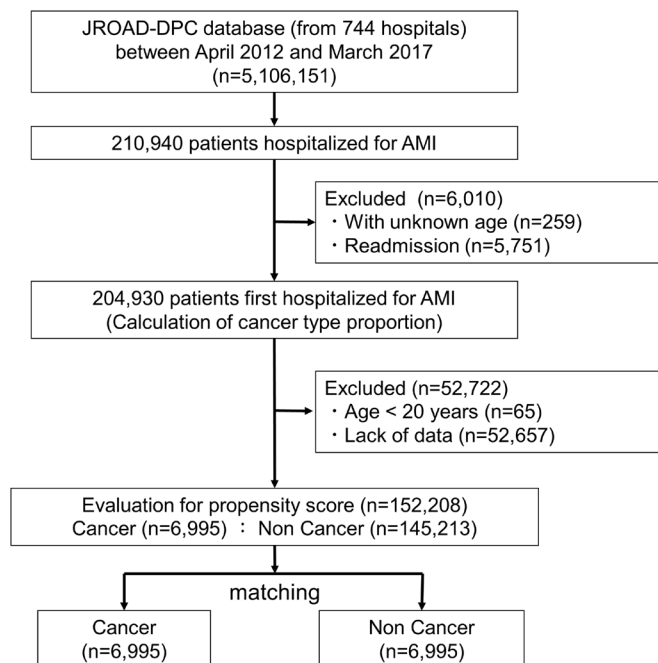 JROAD-DPC database (from 744 hospitals)
between April 2012 and March 2017
(n=5,106,151)
210,940 patients hospitalized for AMI
Excluded  (n=6,010)
・With unknown age (n=259)
・Readmission (n=5,751)
204,930 patients first hospitalized for AMI
(Calculation of cancer type proportion)
Excluded (n=52,722)
・Age < 20 years (n=65)
・Lack of data (n=52,657)
Evaluation for propensity score (n=152,208)
Cancer (n=6,995) ： Non Cancer (n=145,213)
matching
Cancer
(n=6,995)
Non Cancer
(n=6,995)